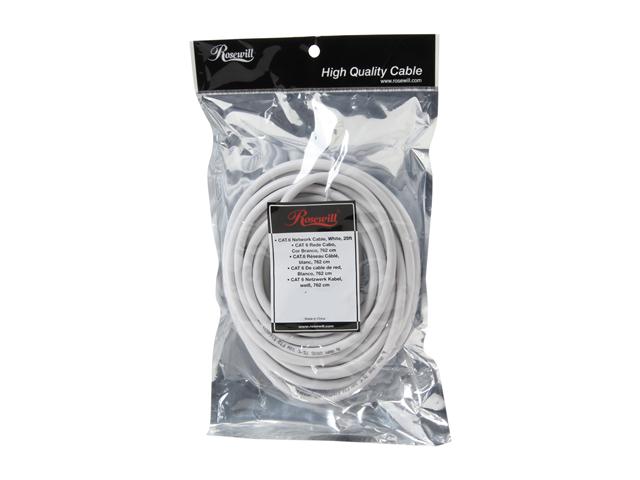 Rosewill
High Quality Cable
www.rosewill.com
Rosewill
• CAT.6 Network Cable, White, 25ft
• CAT 6 Rede Cabo,
Cor Branco, 762 cm
• CAT.6 Réseau Câblé,
blanc, 762 cm
• CAT 6 De cable de red,
Blanco, 762 cm
• CAT 6 Netzwerk Kabel,
weiß, 762 cm
Made in China
www.rosewill.com